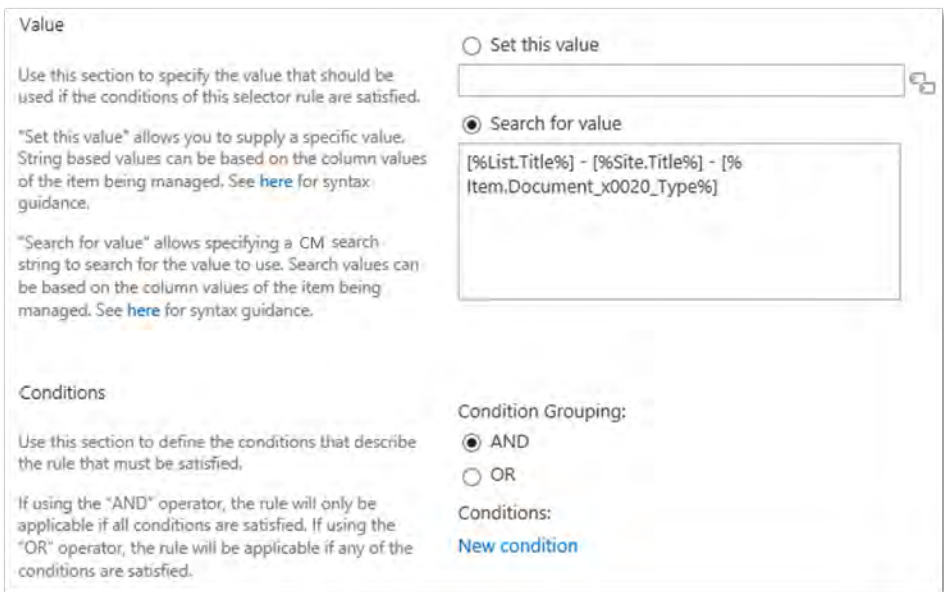 Value
Use this section to specify the value that should be
used if the conditions of this selector rule are satisfied.
"Set this value" allows you to supply a specific value.
String based values can be based on the column values
of the item being managed. See here for syntax
guidance.
"Search for value" allows specifying a CM search
string to search for the value to use. Search values can
be based on the column values of the item being
managed. See here for syntax guidance.
Set this value
Search for value
[%List.Title%] - [%Site.Title%] - [%
Item.Document_x0020_Type%]
Conditions
Use this section to define the conditions that describe
the rule that must be satisfied.
If using the "AND" operator, the rule will only be
applicable if all conditions are satisfied. If using the
"OR" operator, the rule will be applicable if any of the
conditions are satisfied.
Condition Grouping:
AND
OR
Conditions:
New condition